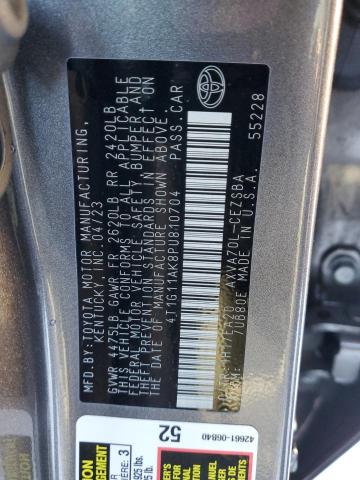 MFD.BY:TOYOTA MOTOR MANUFACTURING,
KENTUCKY, INC. 04/23
GVWR 4475LB GAWR FR 2620LB RR 2420LB
THIS VEHICLE CONFORMS TO ALL APPLICABLE
FEDERAL MOTOR VEHICLE SAFETY, BUMPER, AND
THEFT PREVENTION STANDARDS IN EFFECT ON
THE DATE OF MANUFACTURE SHOWN ABOVE.
4T1G11AK8PU810704 PASS.CAR
AXVA70L-CEZSBA
MADE IN U.S.A.
55228
52
42661-06B40